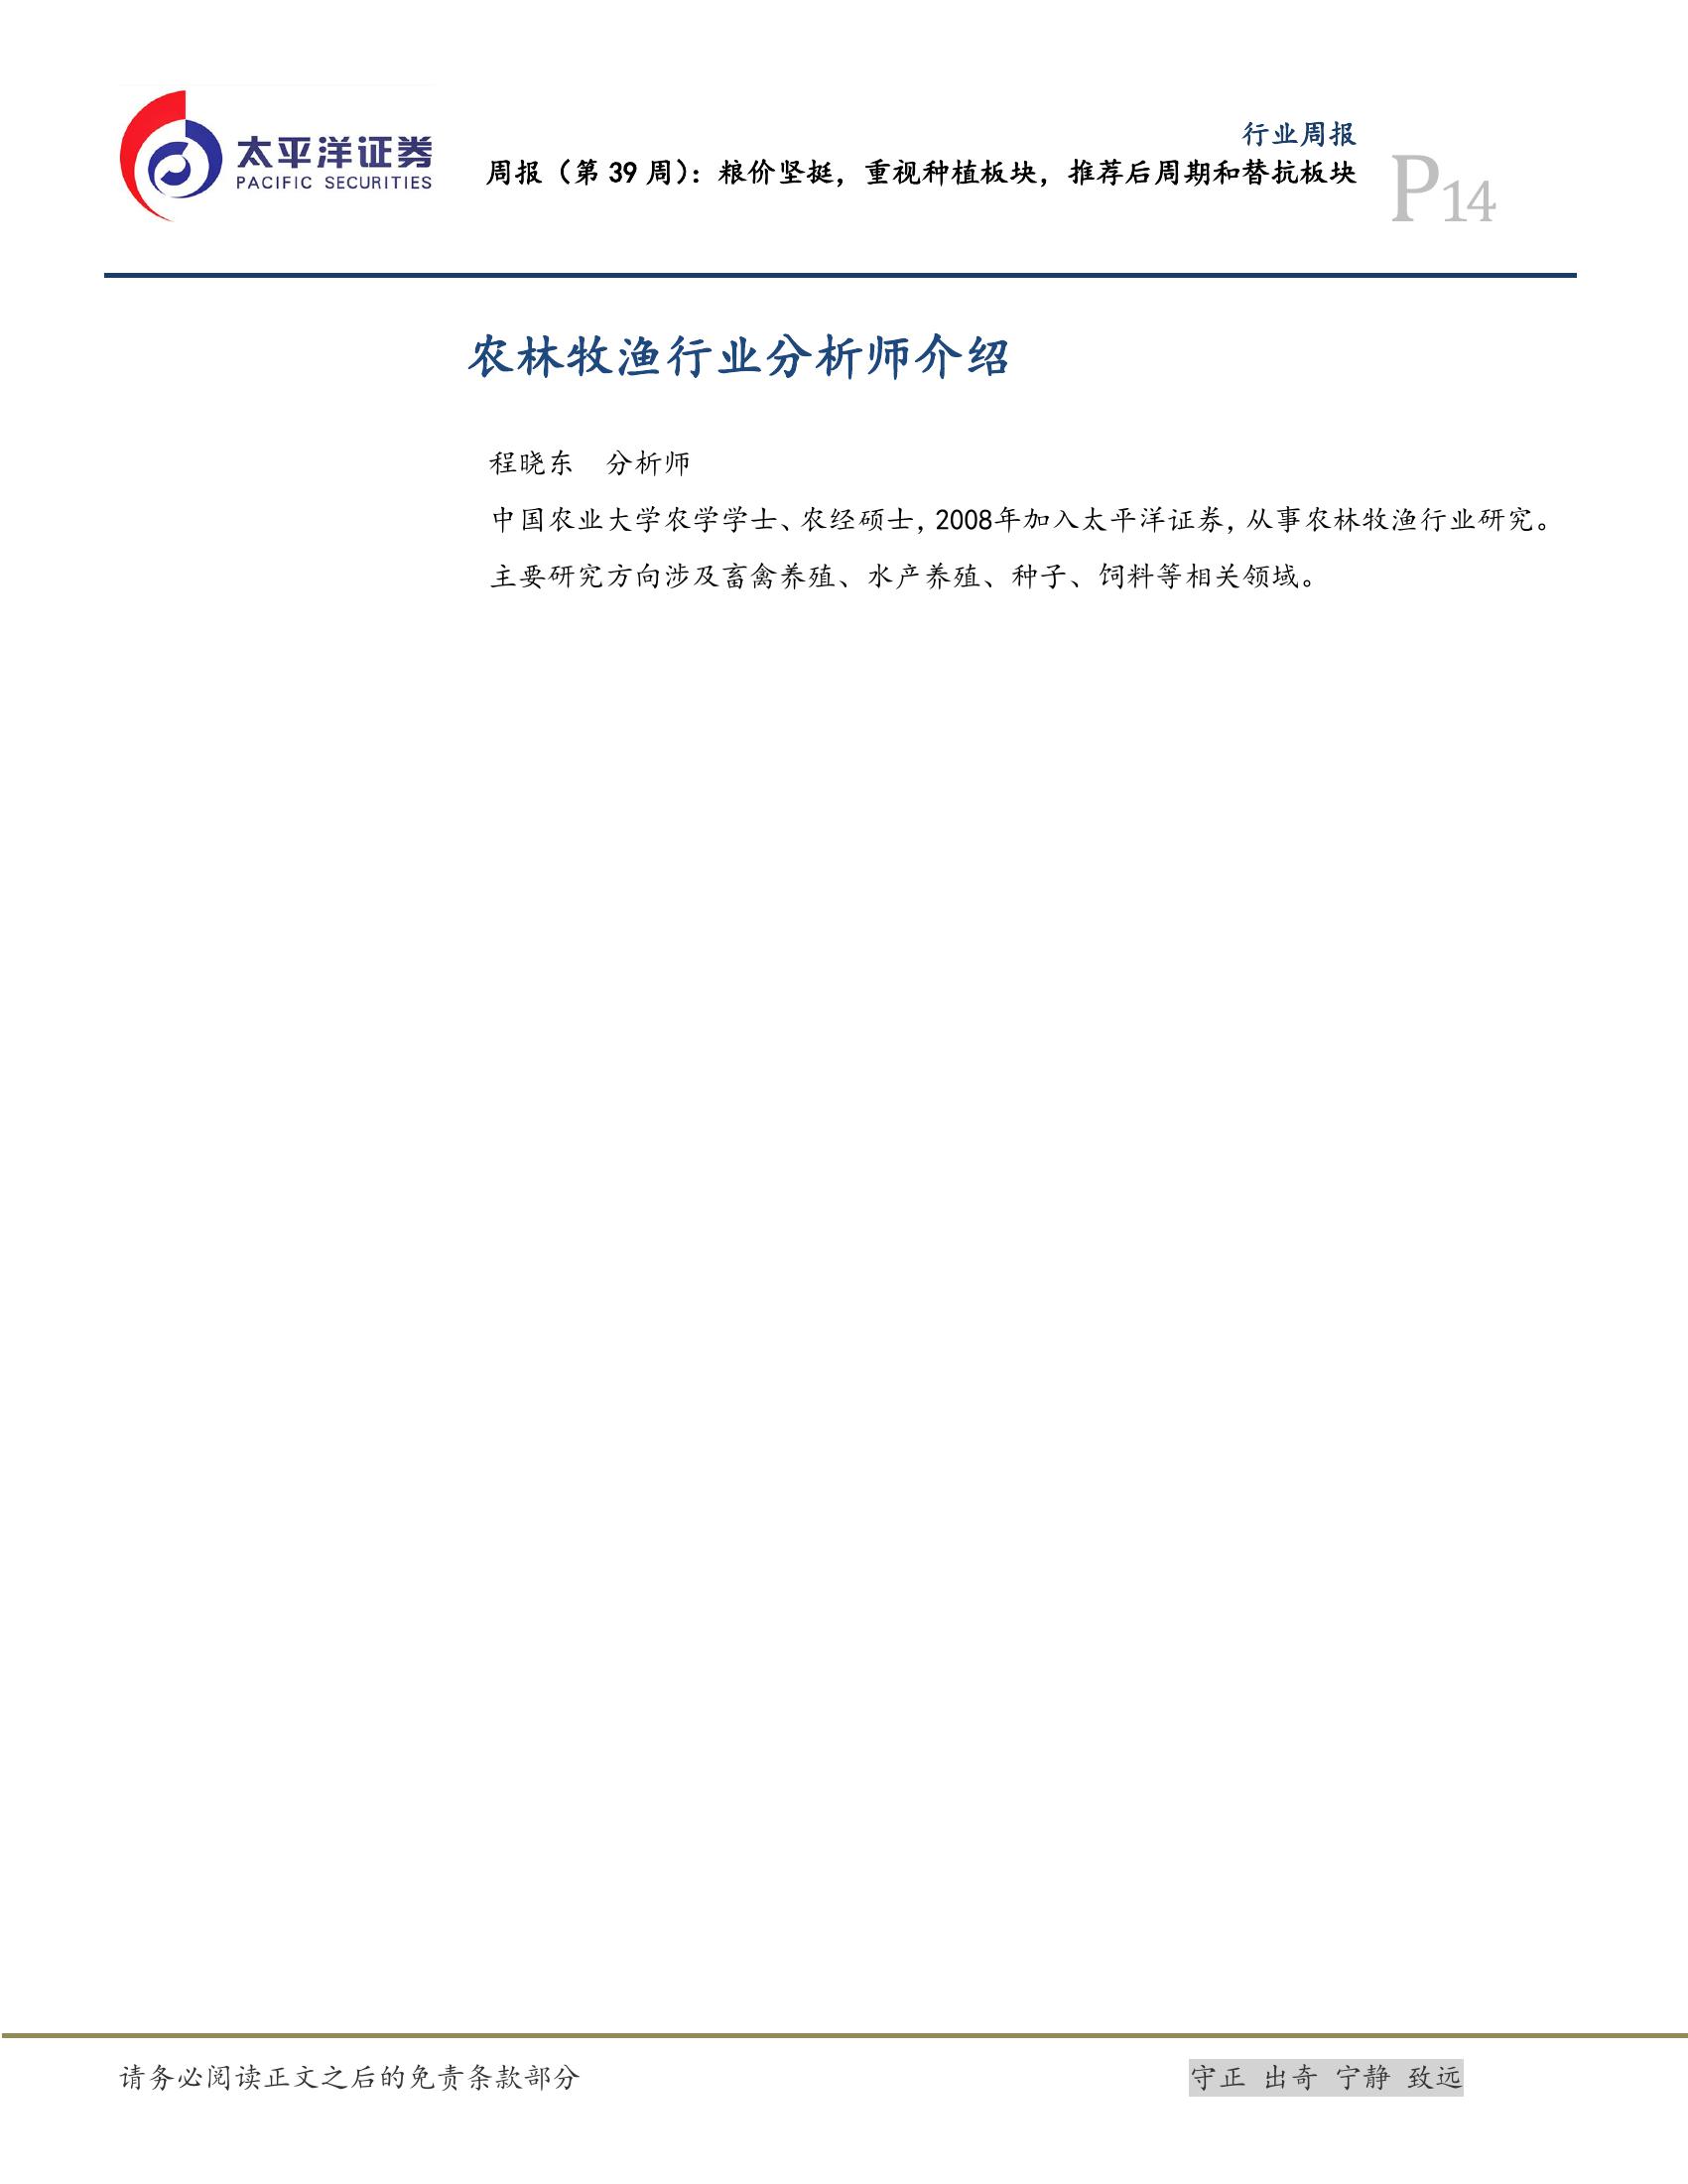 太平洋证券
PACIFIC SECURITIES
行业周报
周报（第 39 周）：粮价坚挺，重视种植板块，推荐后周期和替抗板块
P14
农林牧渔行业分析师介绍
程晓东 分析师
中国农业大学农学学士、农经硕士，2008年加入太平洋证券，从事农林牧渔行业研究。
主要研究方向涉及畜禽养殖、水产养殖、种子、饲料等相关领域。
请务必阅读正文之后的免责条款部分
守正 出奇 宁静 致远